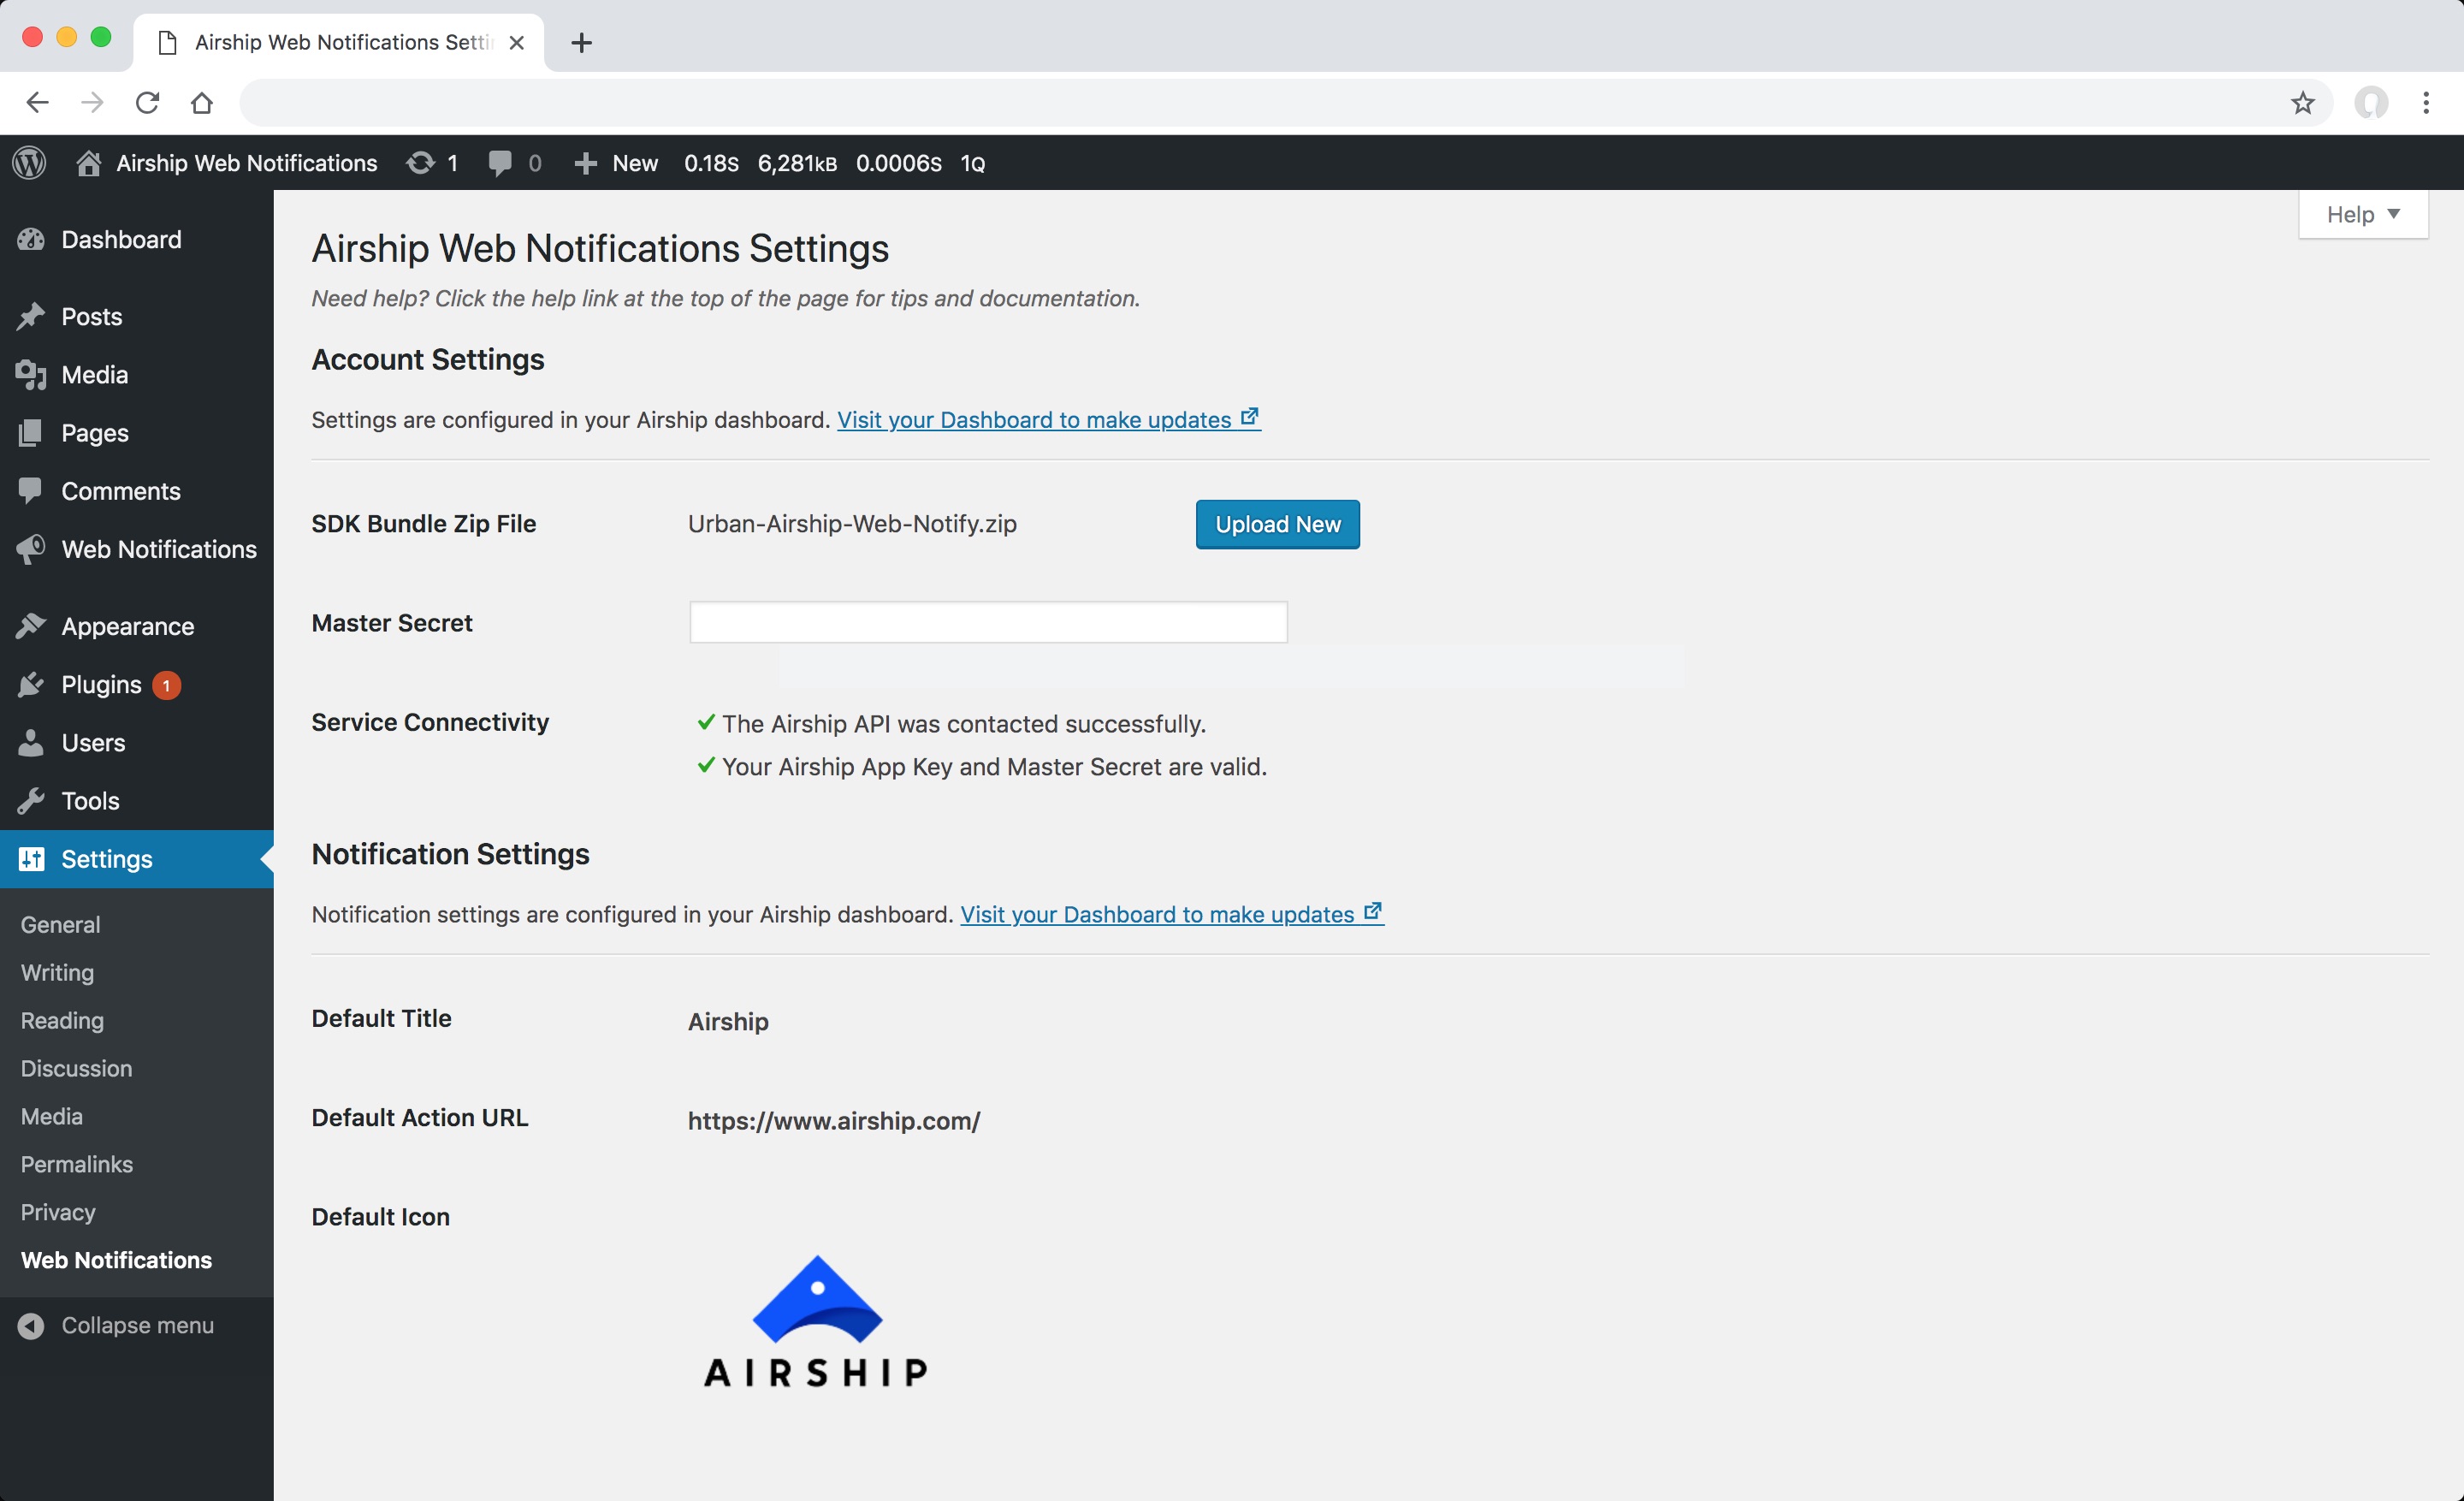 Airship Web Notifications Setti
Airship Web Notifications 1 0 New 0.18S 6,281KB 0.0006S 1Q
Help
Dashboard
Posts
Media
Pages
Comments
Web Notifications
Appearance
Plugins 1
Users
Tools
Settings
General
Writing
Reading
Discussion
Media
Permalinks
Privacy
Web Notifications
Collapse menu
Airship Web Notifications Settings
Need help? Click the help link at the top of the page for tips and documentation.
Account Settings
Settings are configured in your Airship dashboard. Visit your Dashboard to make updates
SDK Bundle Zip File Urban-Airship-Web-Notify.zip Upload New
Master Secret
Service Connectivity The Airship API was contacted successfully.
Your Airship App Key and Master Secret are valid.
Notification Settings
Notification settings are configured in your Airship dashboard. Visit your Dashboard to make updates
Default Title Airship
Default Action URL https://www.airship.com/
Default Icon
AIRSHIP